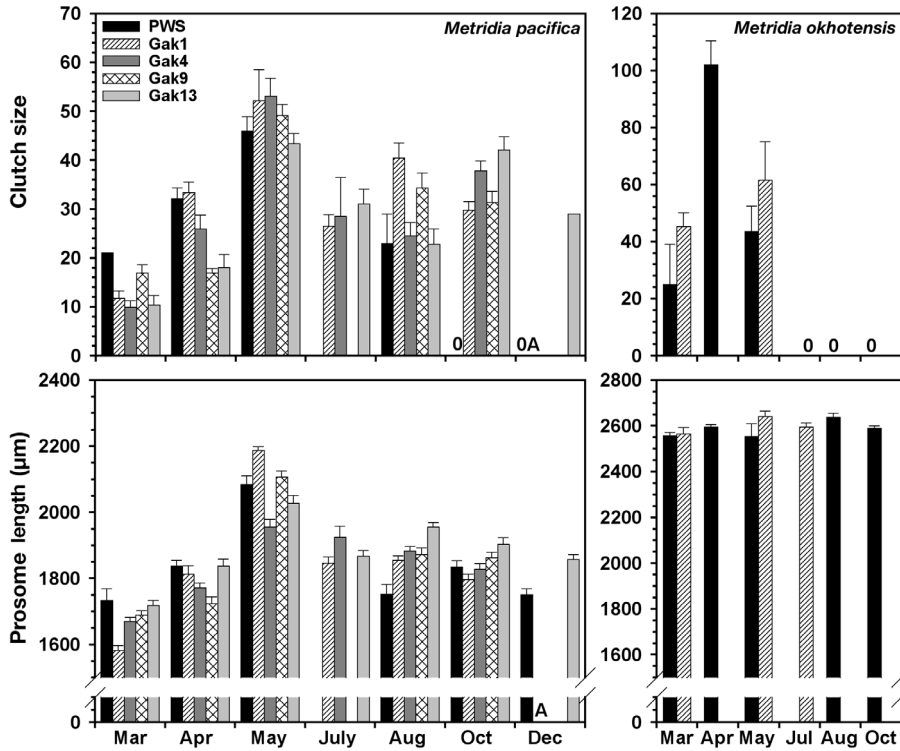 Metridia pacifica
PWS
Gak1
Gak4
Gak9
Gak13
Clutch size
70
60
50
40
30
20
10
0
0
0A
Metridia okhotensis
120
100
80
60
40
20
0
0 0 0
Prosome length (µm)
2400
2200
2000
1800
1600
0
A
Mar Apr May July Aug Oct Dec
2800
2600
2400
2200
2000
1800
1600
0
Mar Apr May Jul Aug Oct